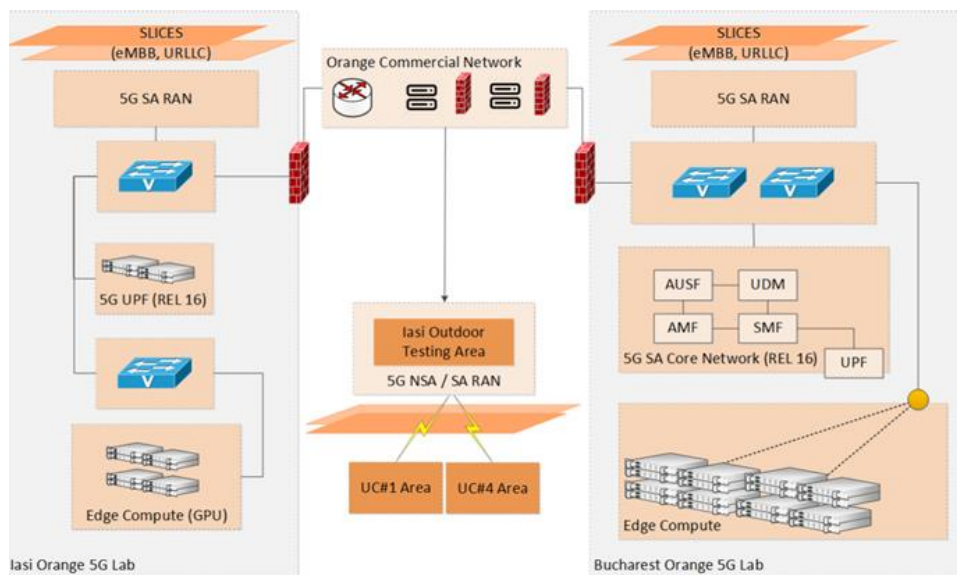 SLICES
(eMBB, URLLC)
5G SA RAN
V
5G UPF (REL 16)
V
Edge Compute (GPU)
Iasi Orange 5G Lab
Orange Commercial Network
Iasi Outdoor
Testing Area
5G NSA / SA RAN
UC#1 Area
UC#4 Area
SLICES
(eMBB, URLLC)
5G SA RAN
V
V
AUSF
UDM
AMF
SMF
5G SA Core Network (REL 16)
UPF
Edge Compute
Bucharest Orange 5G Lab